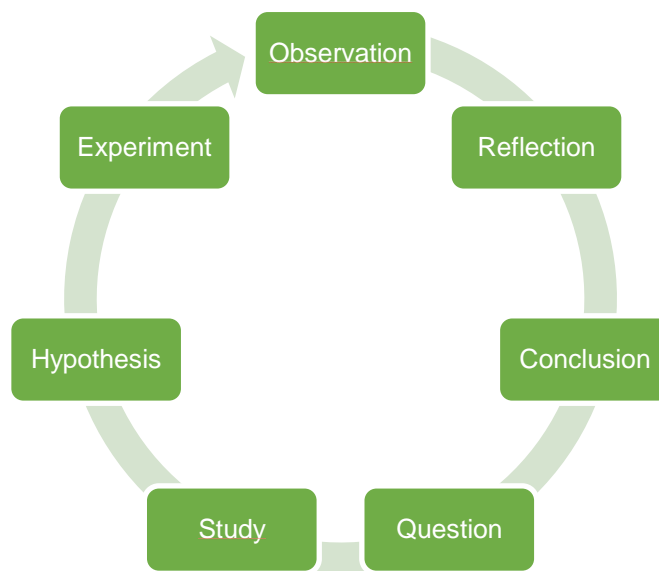 Observation
Reflection
Conclusion
Question
Study
Hypothesis
Experiment